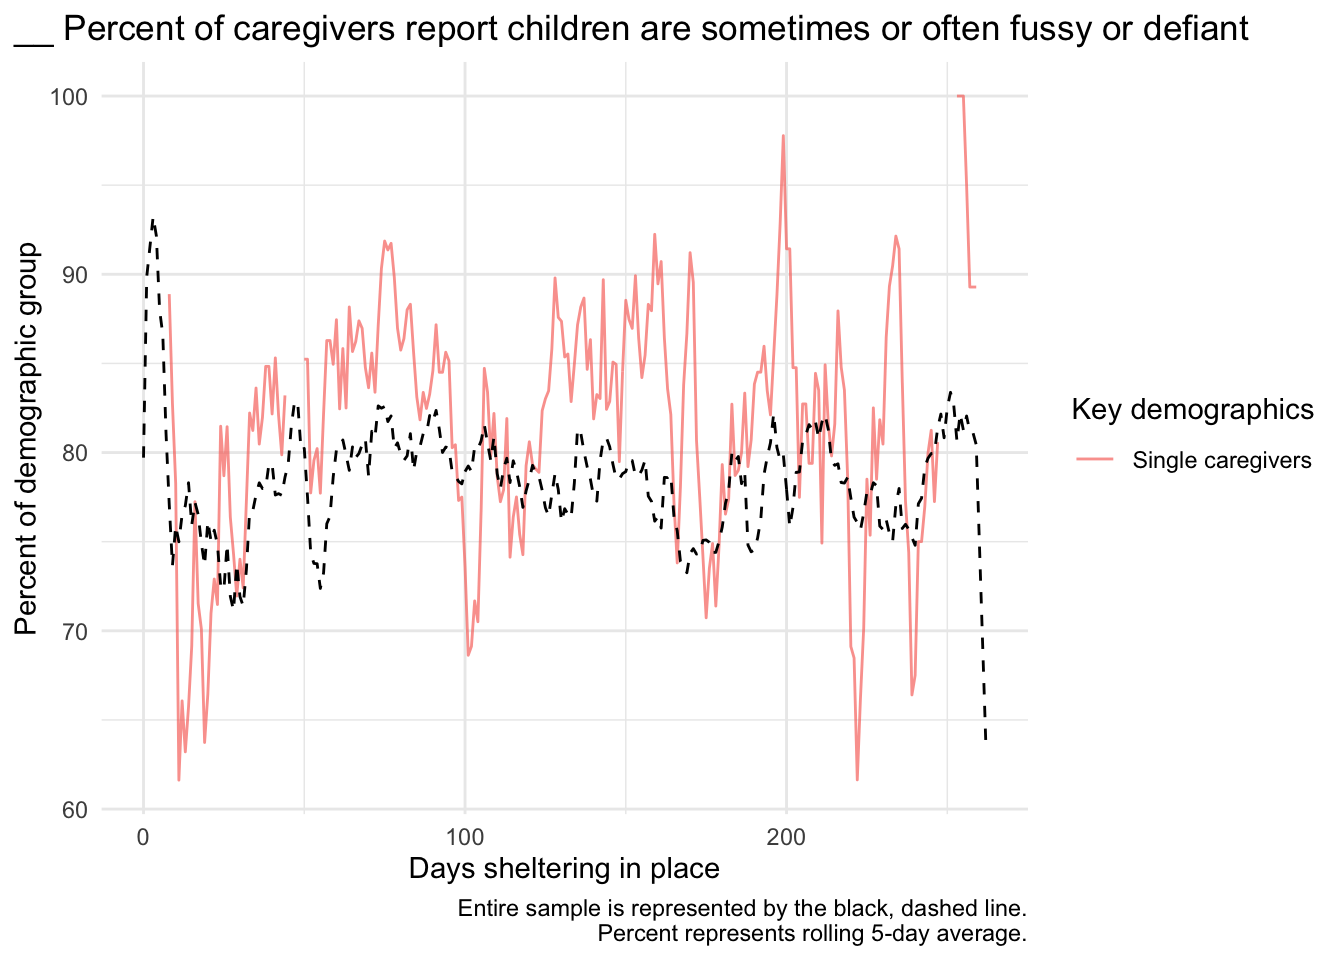 __ Percent of caregivers report children are sometimes or often fussy or defiant
100
90
80
70
60
Percent of demographic group
0
100
200
Days sheltering in place
Key demographics
Single caregivers
Entire sample is represented by the black, dashed line.
Percent represents rolling 5-day average.